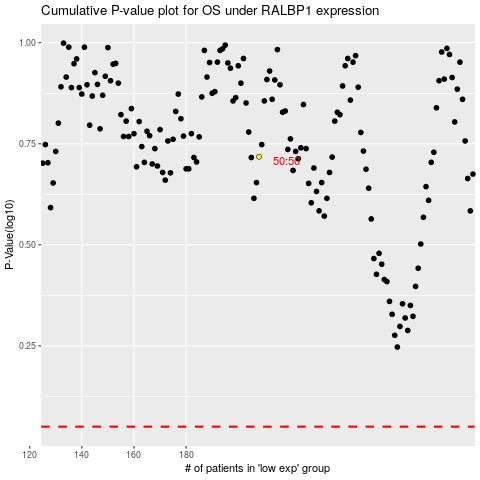 Cumulative P-value plot for OS under RALBP1 expression
P-Value(log10)
1.00
0.75
0.50
0.25
50:50
120 140 160 180
# of patients in 'low exp' group